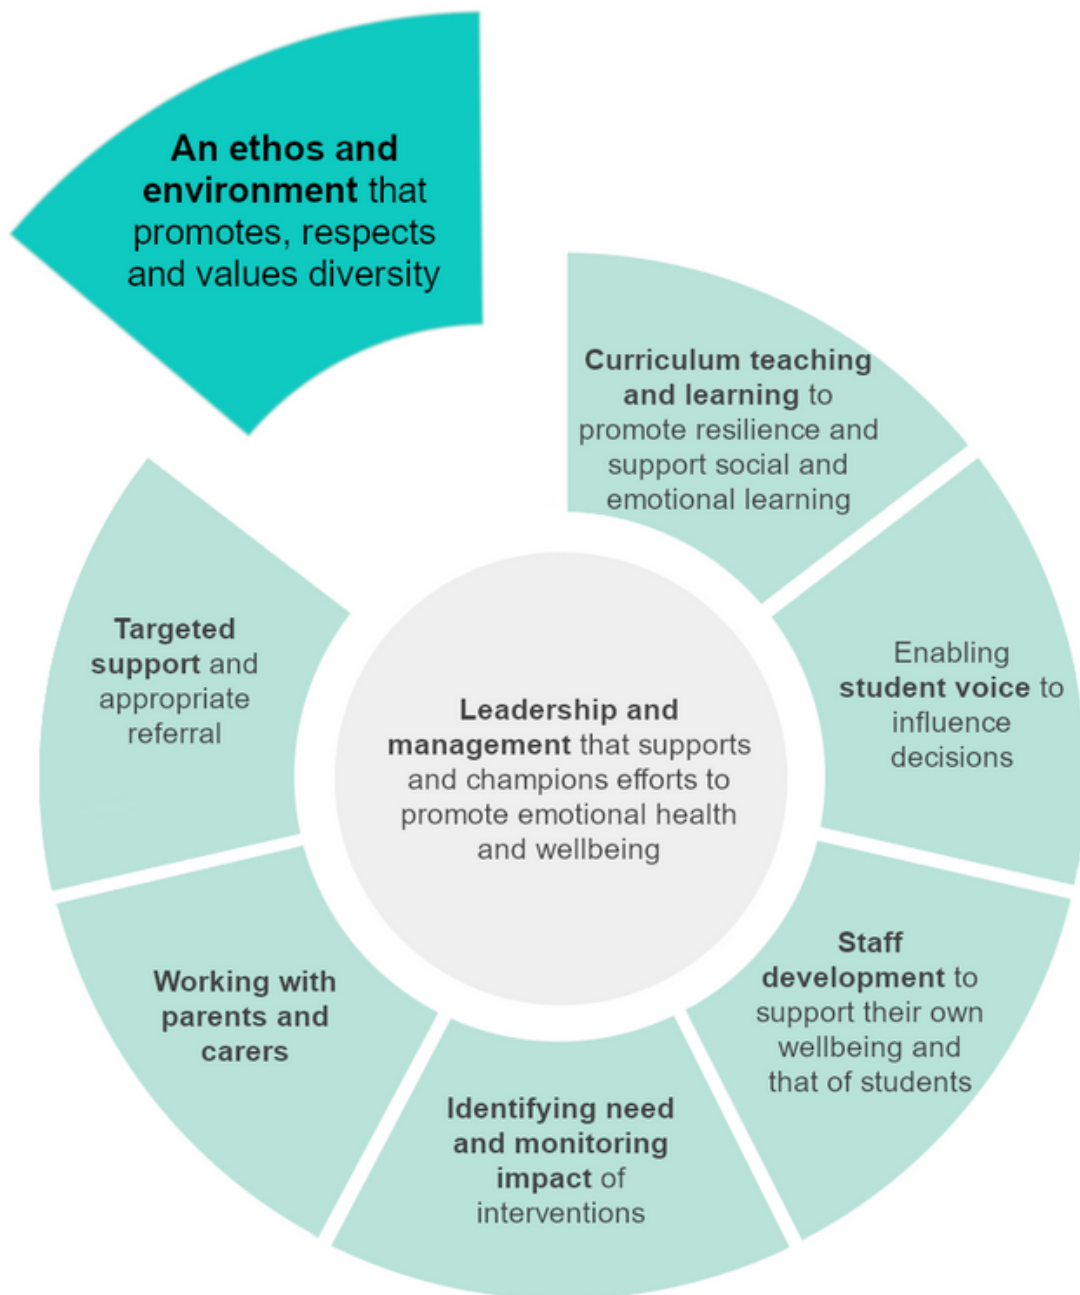 An ethos and
environment that
promotes, respects
and values diversity
Curriculum teaching
and learning to
promote resilience and
support social and
emotional learning
Enabling
student voice to
influence
decisions
Staff
development to
support their own
wellbeing and
that of students
Identifying need
and monitoring
impact of
interventions
Working with
parents and
carers
Targeted
support and
appropriate
referral
Leadership and
management that supports
and champions efforts to
promote emotional health
and wellbeing